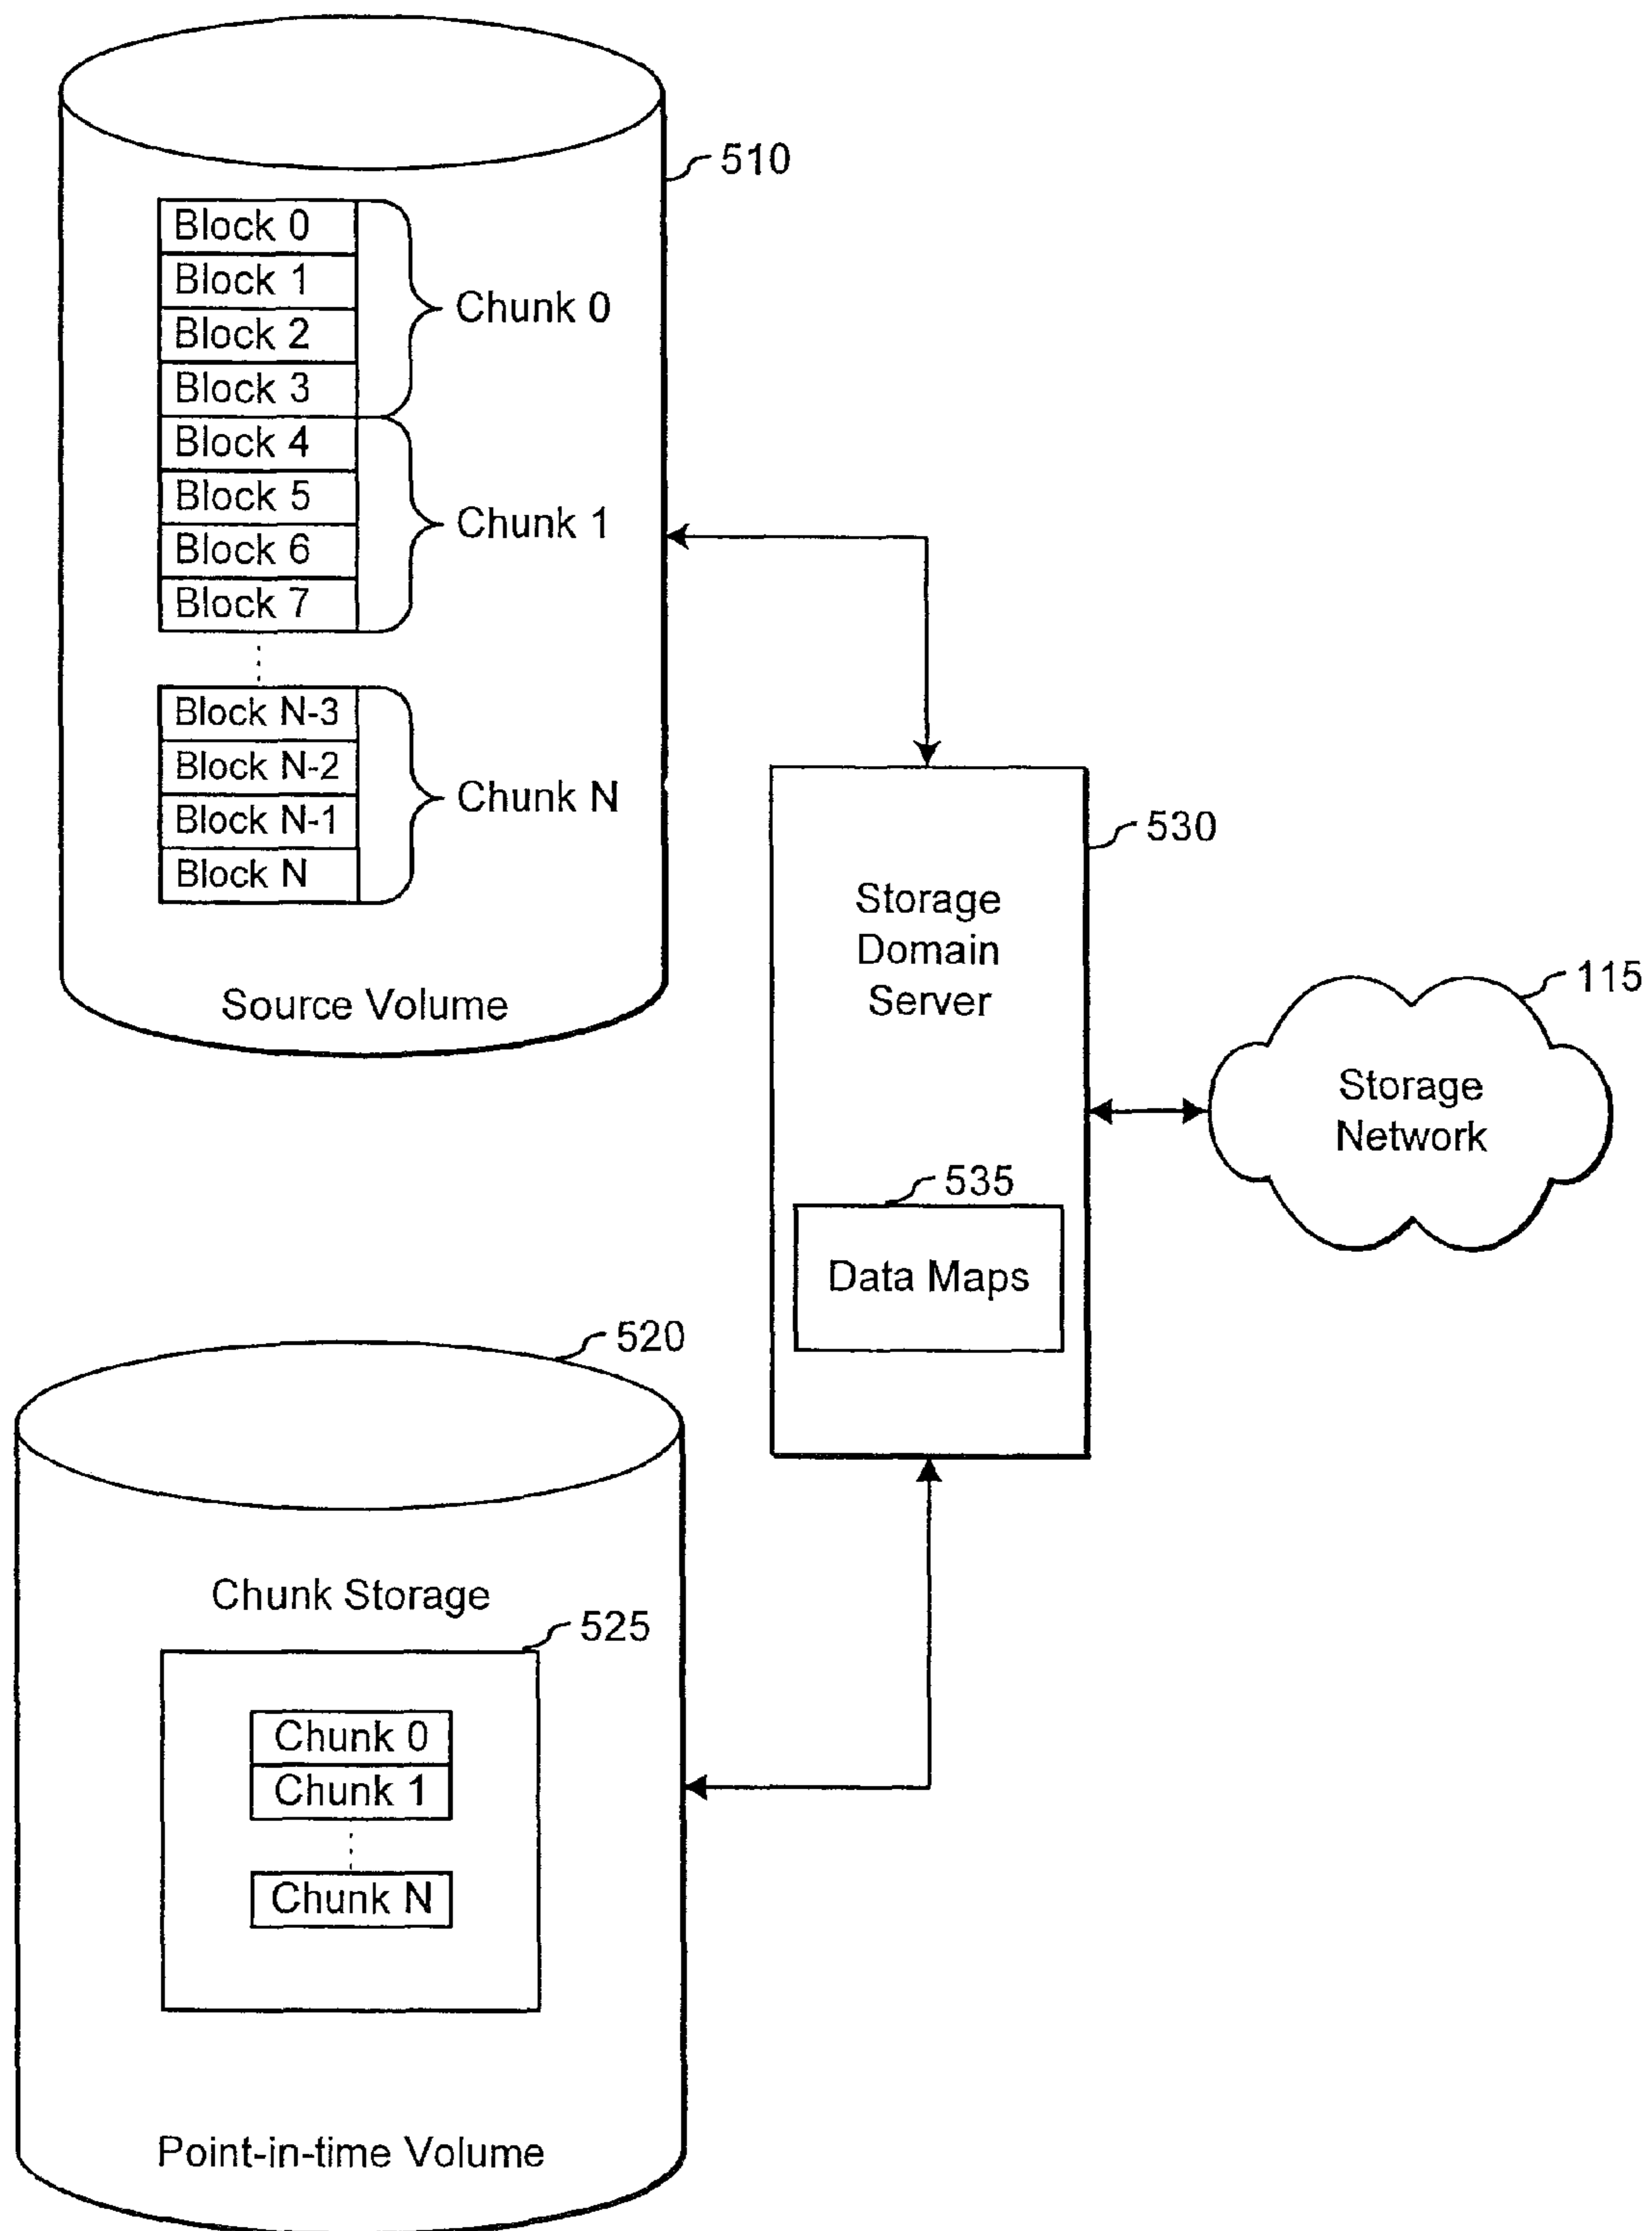 510
Block 0
Block 1
Block 2
Block 3
Chunk 0
Block 4
Block 5
Block 6
Block 7
Chunk 1
Block N-3
Block N-2
Block N-1
Block N
Chunk N
Source Volume
530
Storage
Domain
Server
535
Data Maps
115
Storage
Network
520
Chunk Storage
525
Chunk 0
Chunk 1
Chunk N
Point-in-time Volume